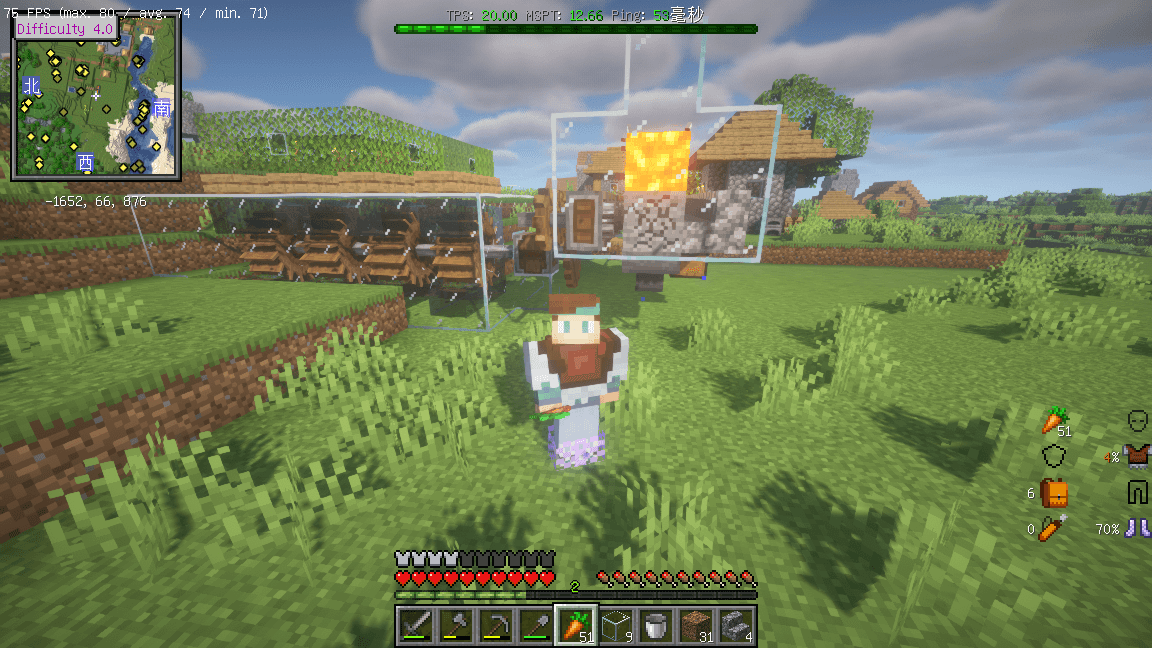 75 FPS (max. 80 / avg. 74 / min. 71)
TPS: 20.00 MSPT: 12.66 Ping: 58毫秒
Difficulty 4.0
北
南
西
-1652, 66, 876
51
4%
6
0
70%
2
51
9
31
4